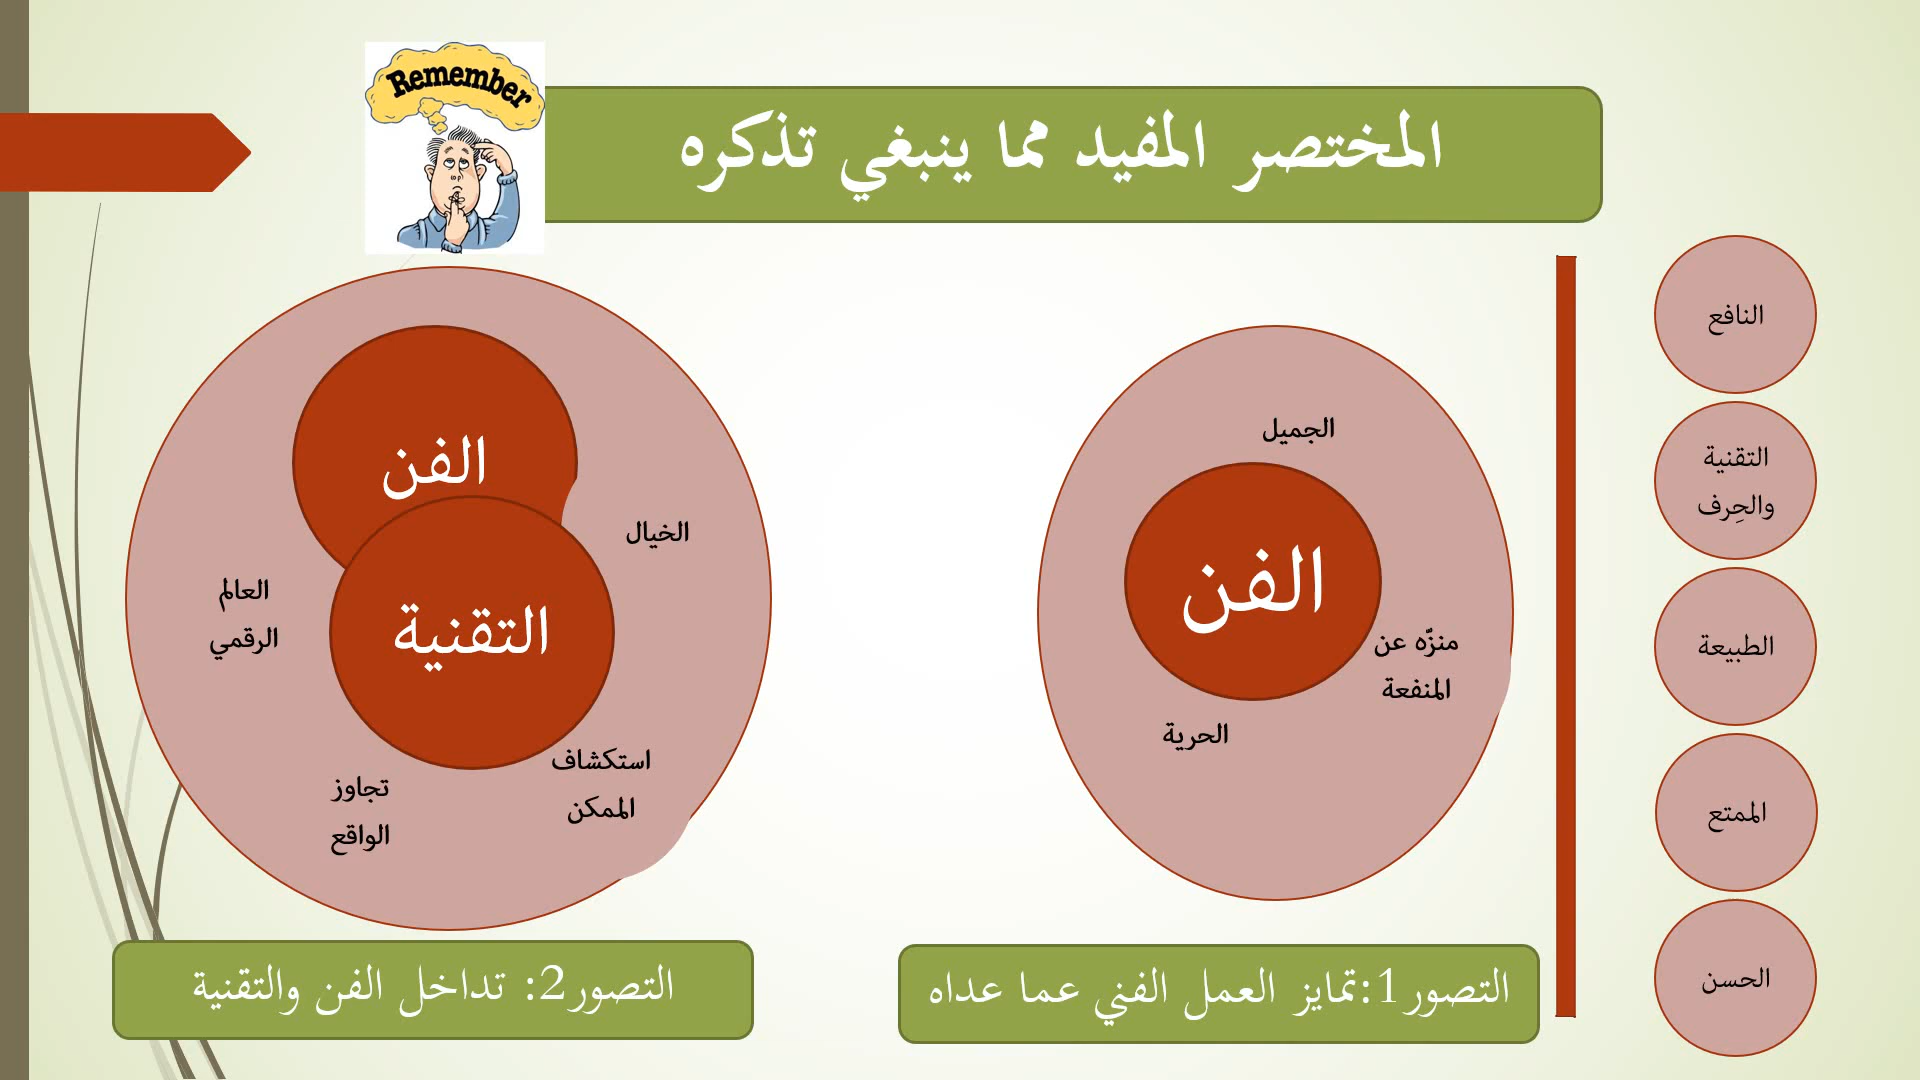 Remember
المختصر المفيد مما ينبغي تذكره
النافع
التقنية
والحِرف
الطبيعة
الممتع
الحسن
الجميل
الفن
منزّه عن
المنفعة
الحرية
التصور1:تمايز العمل الفني عما عداه
الفن
الخيال
التقنية
العالم
الرقمي
استكشاف
الممكن
تجاوز
الواقع
التصور2: تداخل الفن والتقنية